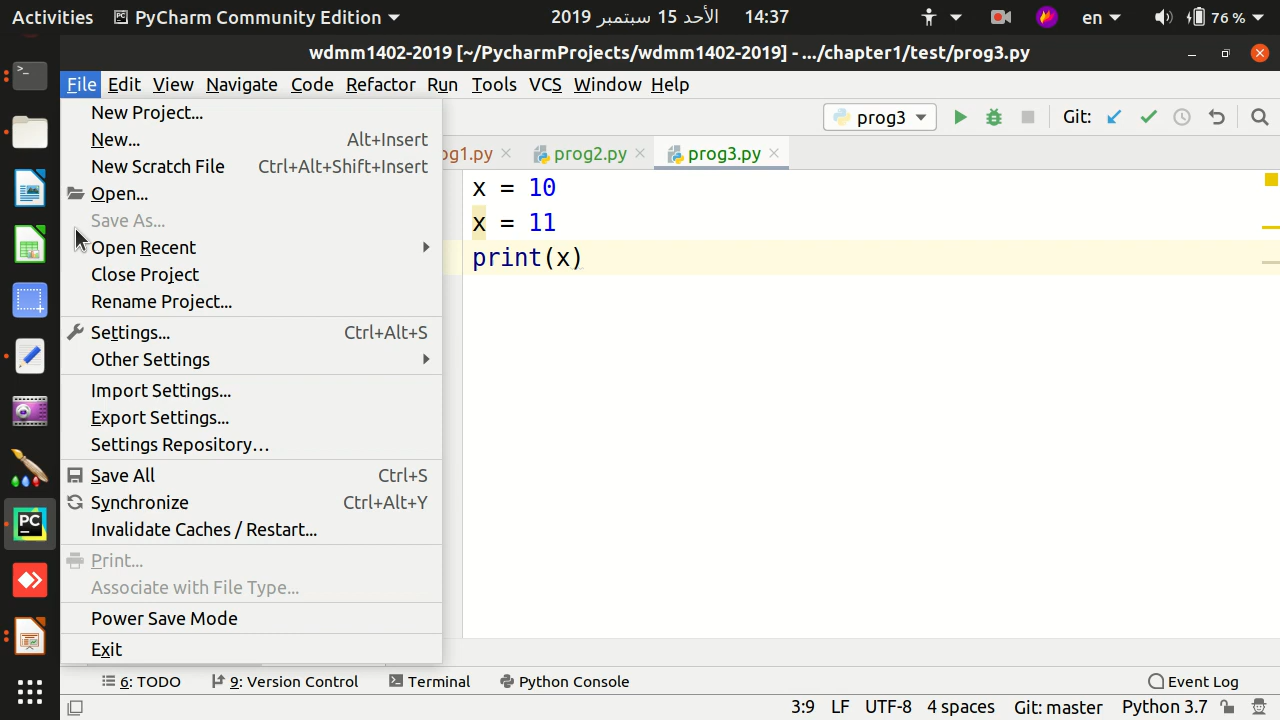 Activities PyCharm Community Edition الأحد 15 سبتمبر 2019 14:37 en 76 %
wdmm1402-2019 [~/PycharmProjects/wdmm1402-2019] - .../chapter1/test/prog3.py
File Edit View Navigate Code Refactor Run Tools VCS Window Help
prog3 Git:
og1.py prog2.py prog3.py
New Project...
New... Alt+Insert
New Scratch File Ctrl+Alt+Shift+Insert
Open...
Save As...
Open Recent
Close Project
Rename Project...
Settings... Ctrl+Alt+S
Other Settings
Import Settings...
Export Settings...
Settings Repository...
Save All Ctrl+S
Synchronize Ctrl+Alt+Y
Invalidate Caches / Restart...
Print...
Associate with File Type...
Power Save Mode
Exit
x = 10
x = 11
print(x)
6: TODO 9: Version Control Terminal Python Console Event Log
3:9 LF UTF-8 4 spaces Git: master Python 3.7